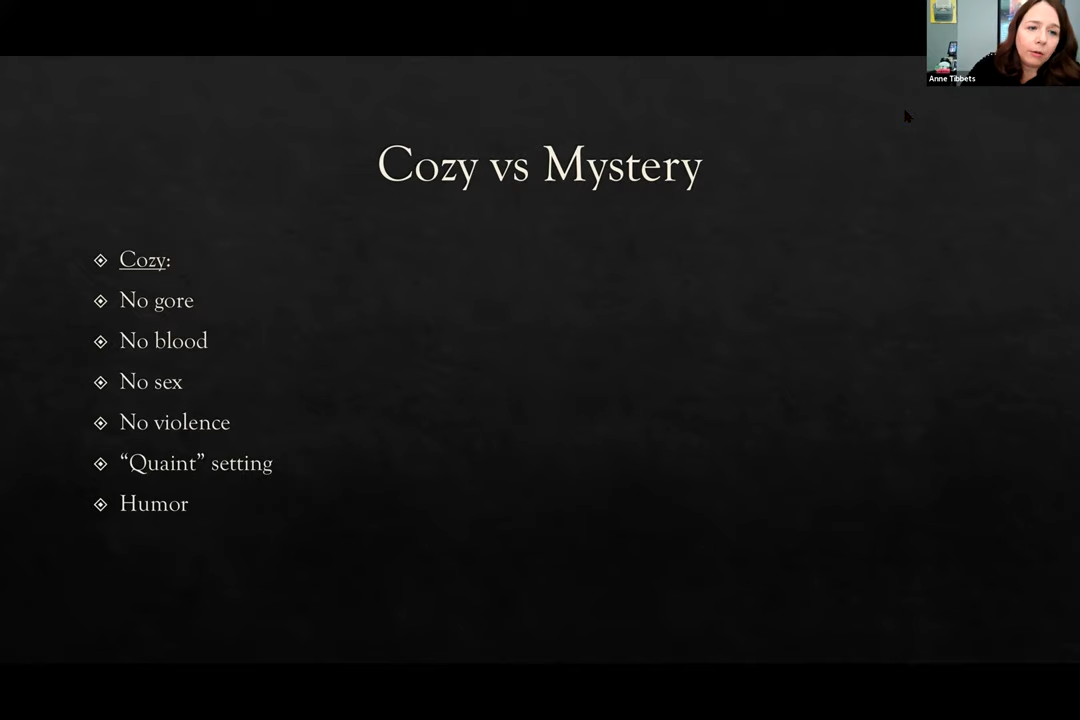 Anne Tibbets
Cozy vs Mystery
Cozy:
No gore
No blood
No sex
No violence
“Quaint” setting
Humor